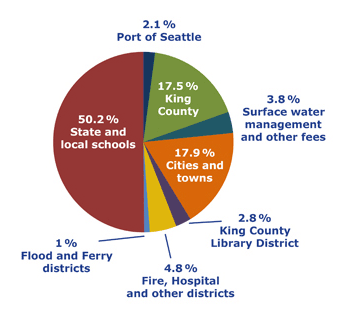 2.1 %
Port of Seattle
17.5 %
King
County
3.8 %
Surface water
management
and other fees
50.2 %
State and
local schools
17.9 %
Cities and
towns
2.8 %
King County
Library District
1 %
Flood and Ferry
districts
4.8 %
Fire, Hospital
and other districts